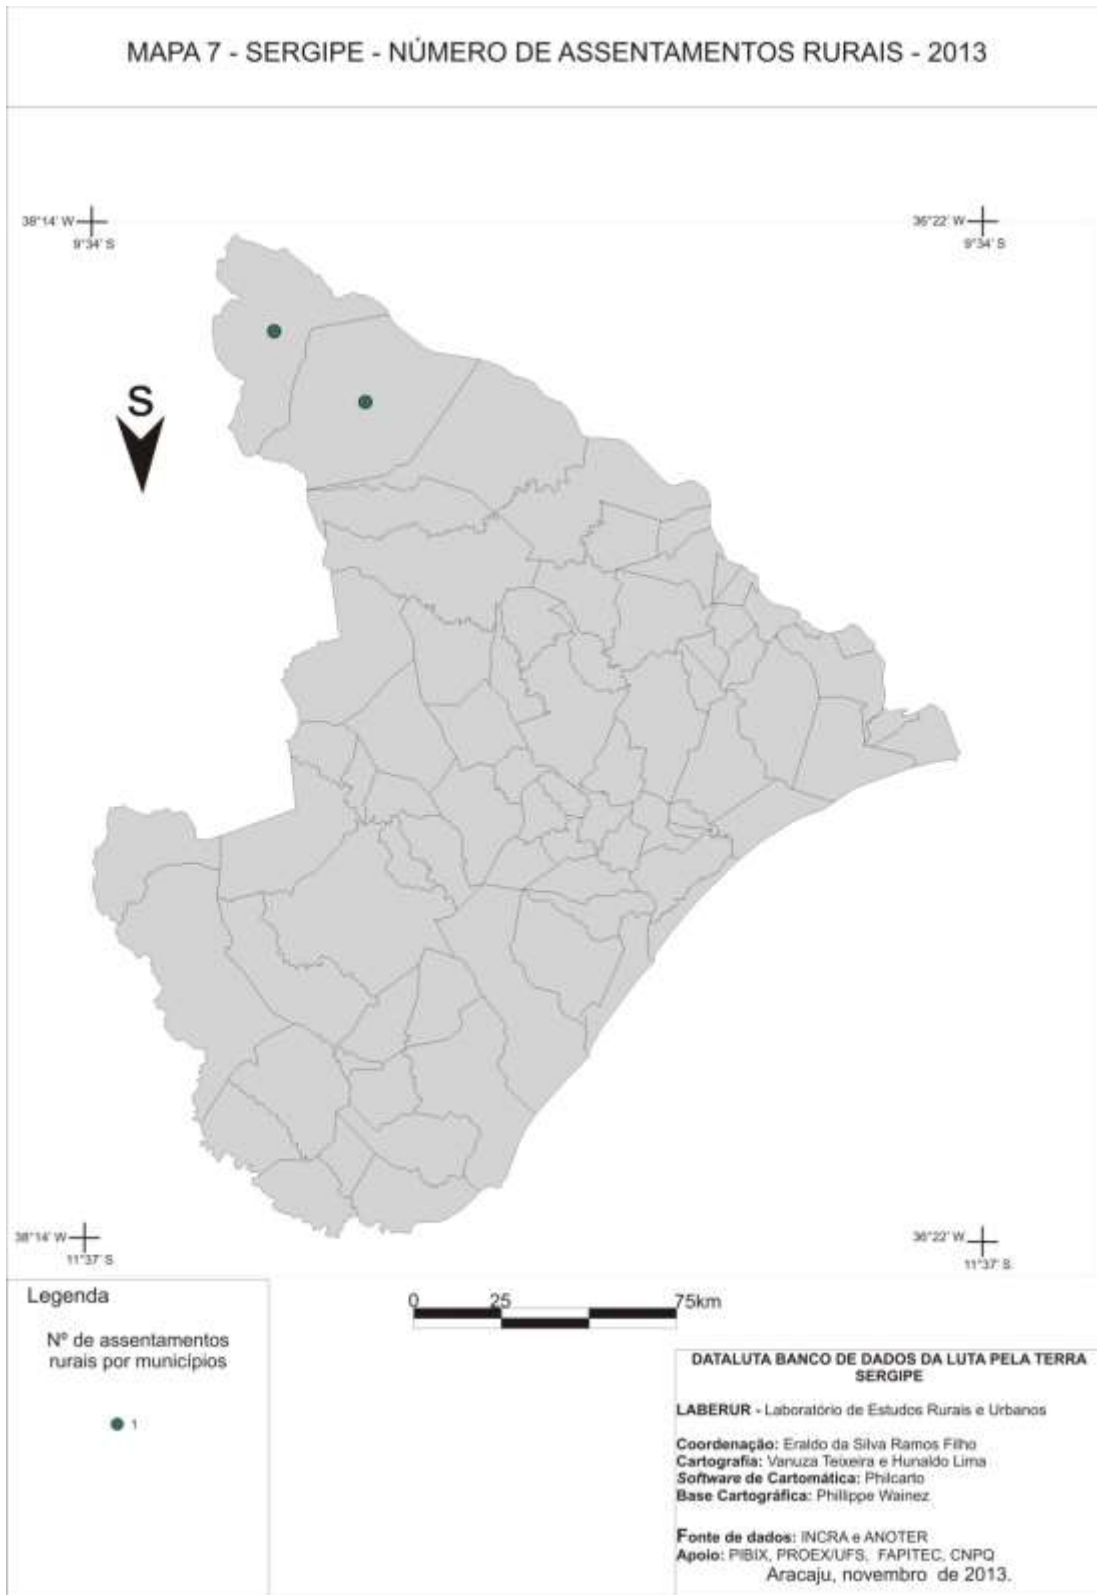 MAPA 7 - SERGIPE - NÚMERO DE ASSENTAMENTOS RURAIS - 2013
38°14' W
9°34' S
36°22' W
9°34' S
S
38°14' W
11°37' S
36°22' W
11°37' S
Legenda
Nº de assentamentos
rurais por municípios
1
0 25 75km
DATALUTA BANCO DE DADOS DA LUTA PELA TERRA
SERGIPE
LABERUR - Laboratório de Estudos Rurais e Urbanos
Coordenação: Eraldo da Silva Ramos Filho
Cartografia: Vanuza Teixeira e Hunaldo Lima
Software de Cartomática: Philcarto
Base Cartográfica: Phillippe Wainez
Fonte de dados: INCRA e ANOTER
Apoio: PIBIX, PROEX/UFS, FAPITEC, CNPQ
Aracaju, novembro de 2013.